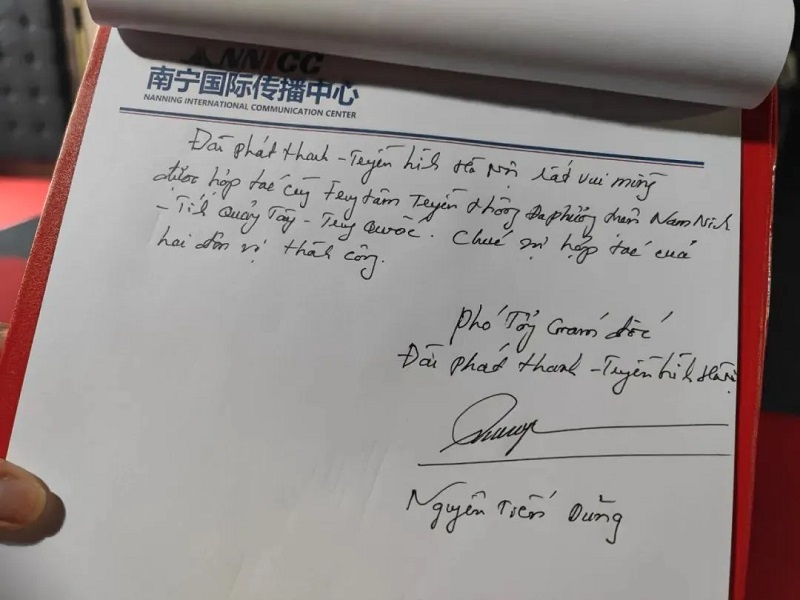 NNICC
南宁国际传播中心
NANNING INTERNATIONAL COMMUNICATION CENTER
Đài phát thanh - Truyền hình Hà Nội rất vui mừng
được hợp tác cùng Trung tâm Truyền thông Đa phương tiện Nam Ninh
- Tỉnh Quảng Tây - Trung Quốc. Chúc sự hợp tác của
hai đơn vị thành công.
Phó Tổng Giám đốc
Đài phát thanh - Truyền hình Hà Nội
Nguyễn Tiến Dũng